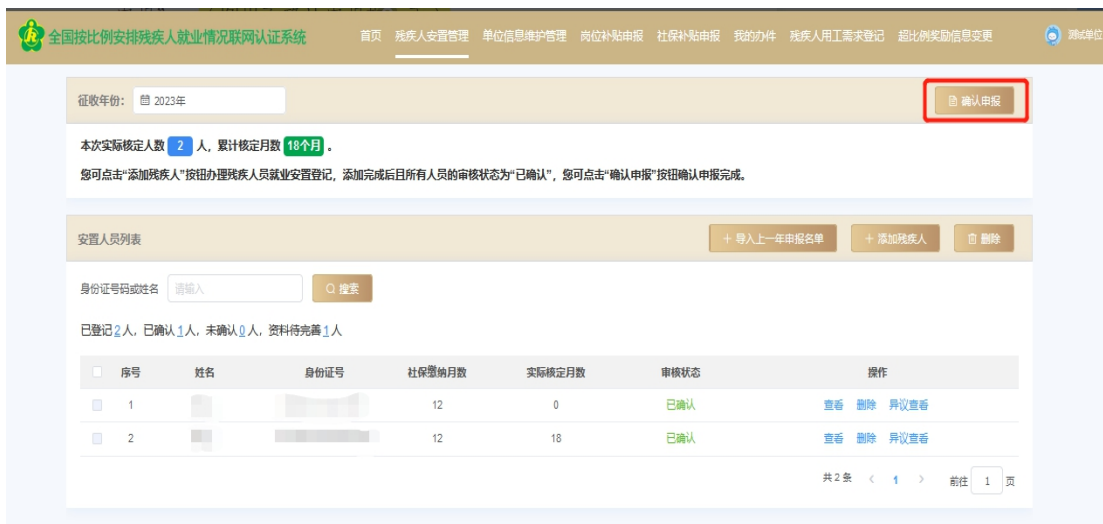 全国按比例安排残疾人就业情况联网认证系统 首页 残疾人安置管理 单位信息维护管理 岗位补贴申报 社保补贴申报 我的办件 残疾人用工需求登记 超比例奖励信息变更 测试单位
征收年份： 2023年 确认申报
本次实际核定人数 2 人，累计核定月数 18个月 。
您可点击“添加残疾人”按钮办理残疾人员就业安置登记，添加完成后且所有人员的审核状态为“已确认”，您可点击“确认申报”按钮确认申报完成。
安置人员列表 + 导入上一年申报名单 + 添加残疾人 删除
身份证号码或姓名 请输入 搜索
已登记2人，已确认1人，未确认0人，资料待完善1人
序号 姓名 身份证号 社保缴纳月数 实际核定月数 审核状态 操作
1 12 0 已确认 查看 删除 异议查看
2 12 18 已确认 查看 删除 异议查看
共2条 < 1 > 前往 1 页